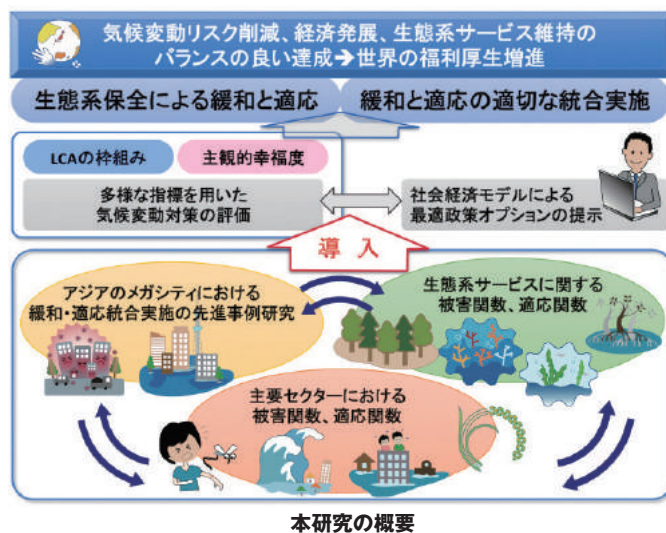 気候変動リスク削減、経済発展、生態系サービス維持の
バランスの良い達成➔世界の福利厚生増進
生態系保全による緩和と適応
緩和と適応の適切な統合実施
LCAの枠組み
主観的幸福度
多様な指標を用いた
気候変動対策の評価
社会経済モデルによる
最適政策オプションの提示
導 入
アジアのメガシティにおける
緩和・適応統合実施の先進事例研究
生態系サービスに関する
被害関数、適応関数
主要セクターにおける
被害関数、適応関数
本研究の概要